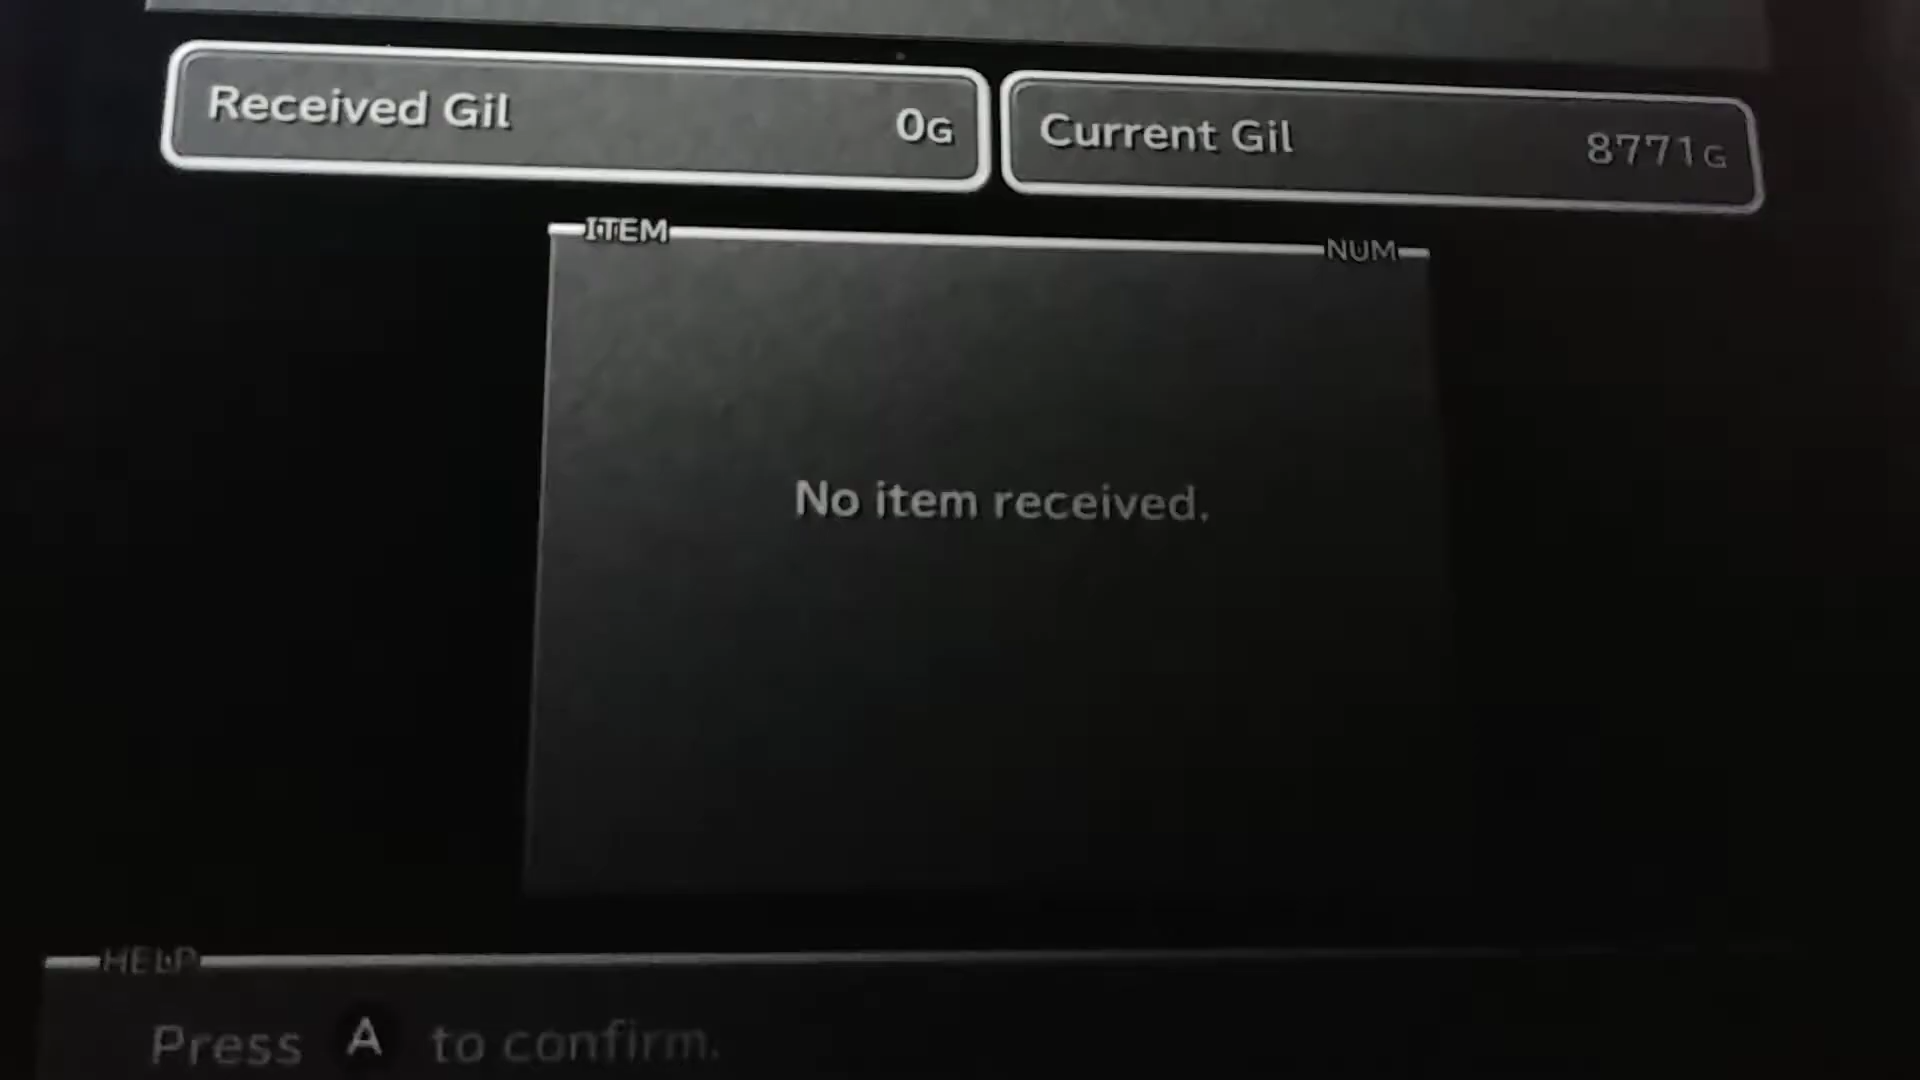 Received Gil 0G
Current Gil 8771G
ITEM NUM
No item received.
HELP
Press A to confirm.